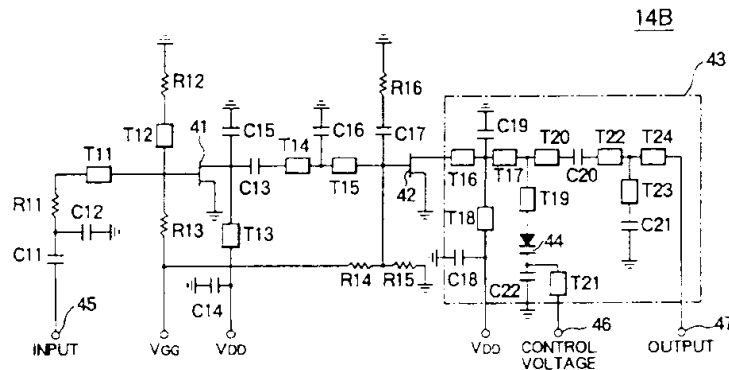 14B
43
R12
R16
T12
41
C15
C16
C17
C19
T11
T14
T20
T22
T24
C13
T15
42
T16
T17
C20
R11
C12
R13
T13
T18
T19
T23
C21
C11
44
R14
R15
C18
C22
T21
C14
45
46
47
INPUT
VGG
VDD
VDD
CONTROL
VOLTAGE
OUTPUT